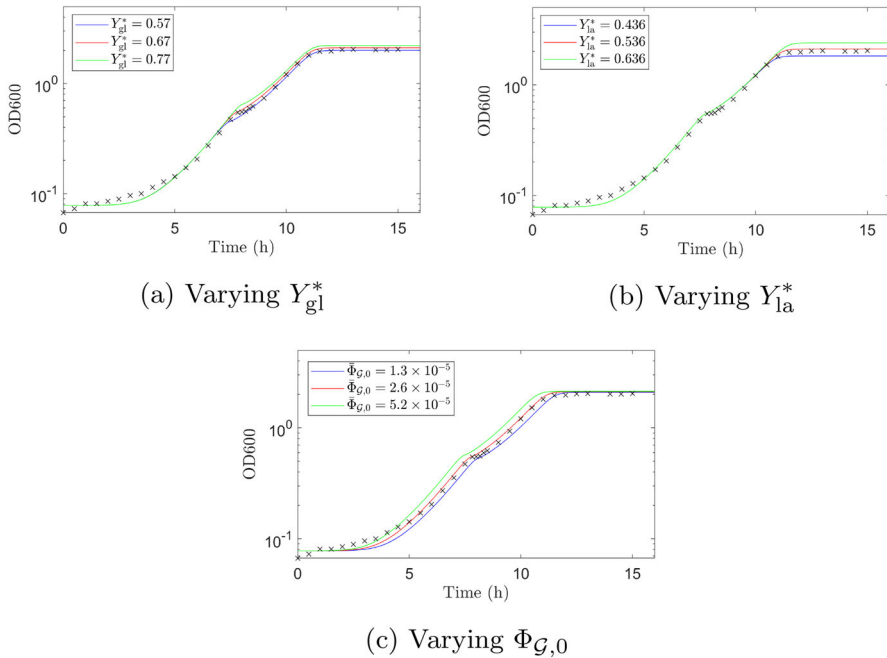 Y*gl = 0.57
Y*gl = 0.67
Y*gl = 0.77
OD600
10^0
10^-1
0 5 10 15
Time (h)
(a) Varying Y*gl
Y*la = 0.436
Y*la = 0.536
Y*la = 0.636
OD600
10^0
10^-1
0 5 10 15
Time (h)
(b) Varying Y*la
Φ̄𝒢,0 = 1.3 × 10^-5
Φ̄𝒢,0 = 2.6 × 10^-5
Φ̄𝒢,0 = 5.2 × 10^-5
OD600
10^0
10^-1
0 5 10 15
Time (h)
(c) Varying Φ𝒢,0